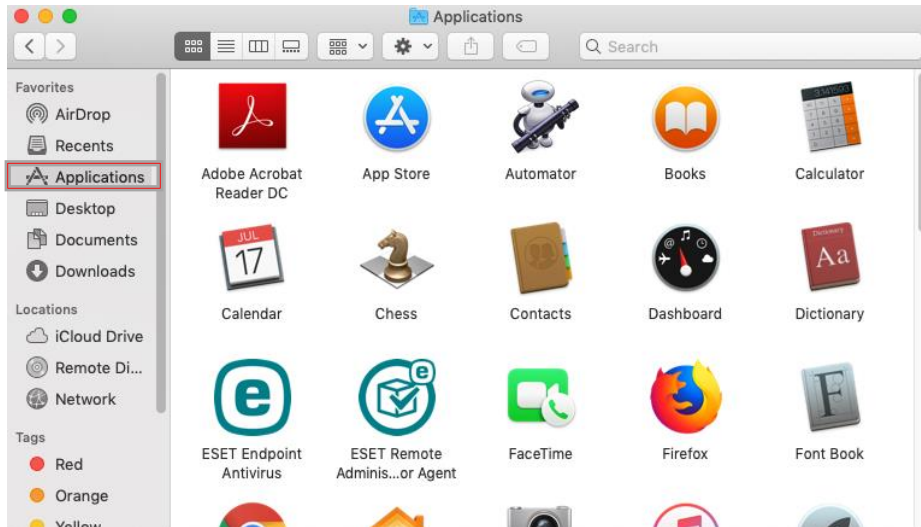 Applications
Search
Favorites
AirDrop
Recents
Applications
Desktop
Documents
Downloads
Locations
iCloud Drive
Remote Di...
Network
Tags
Red
Orange
Yellow
Adobe Acrobat
Reader DC
App Store
Automator
Books
Calculator
JUL
17
Calendar
Chess
Contacts
Dashboard
Dictionary
Aa
Dictionary
e
ESET Endpoint
Antivirus
e
ESET Remote
Adminis...or Agent
FaceTime
Firefox
F
Font Book